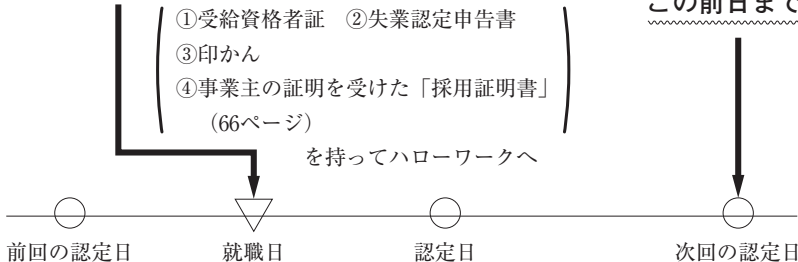 この前日まで
①受給資格者証　②失業認定申告書
③印かん
④事業主の証明を受けた「採用証明書」
（66ページ）
を持ってハローワークへ
前回の認定日　就職日　認定日　次回の認定日